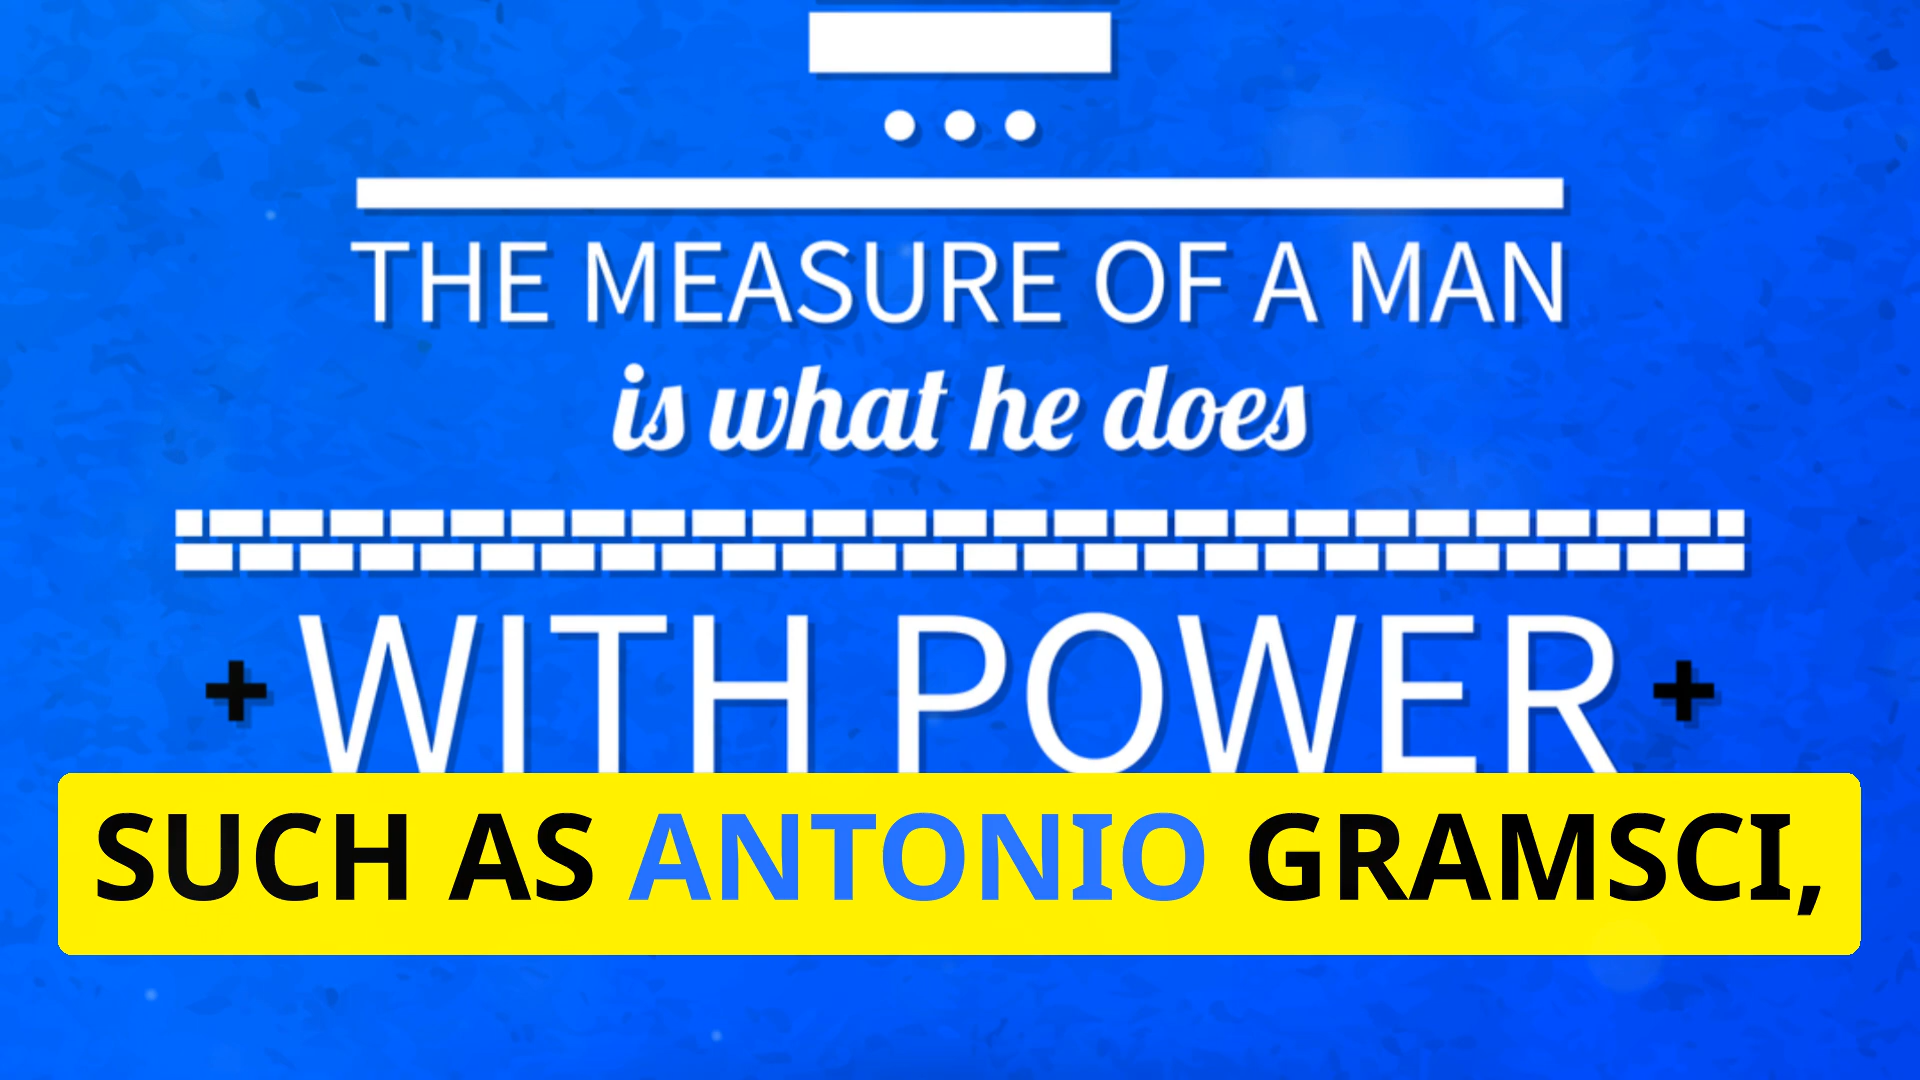 THE MEASURE OF A MAN
is what he does
WITH POWER
SUCH AS ANTONIO GRAMSCI,